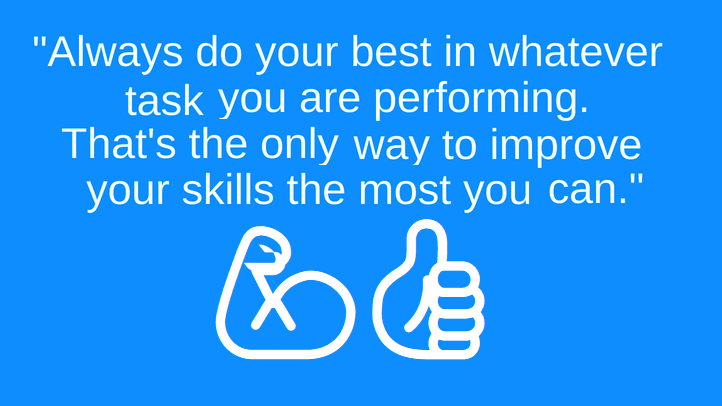 "Always do your best in whatever
task you are performing.
That's the only way to improve
your skills the most you can."